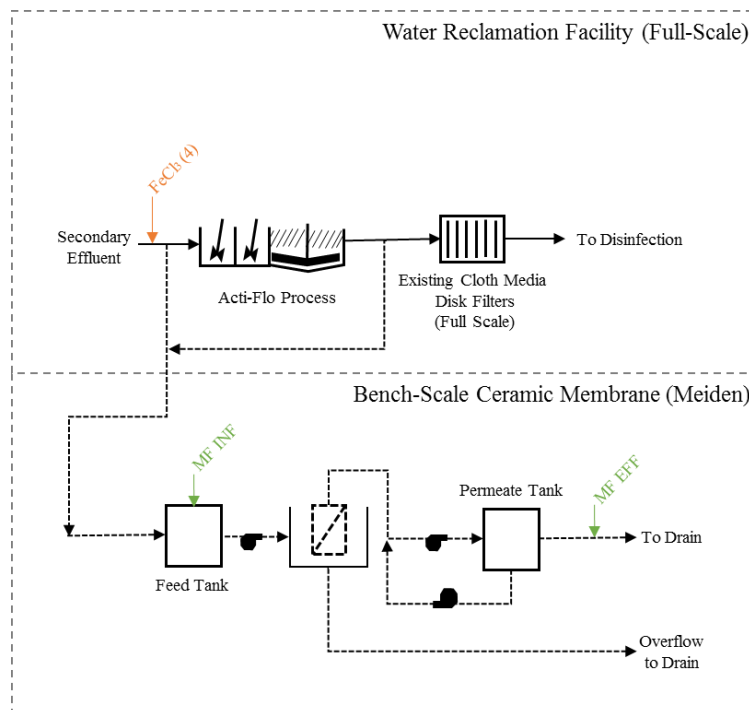 Water Reclamation Facility (Full-Scale)
FeCl3 (4)
Secondary
Effluent
Acti-Flo Process
Existing Cloth Media
Disk Filters
(Full Scale)
To Disinfection
Bench-Scale Ceramic Membrane (Meiden)
MF INF
Feed Tank
Permeate Tank
MF EFF
To Drain
Overflow
to Drain